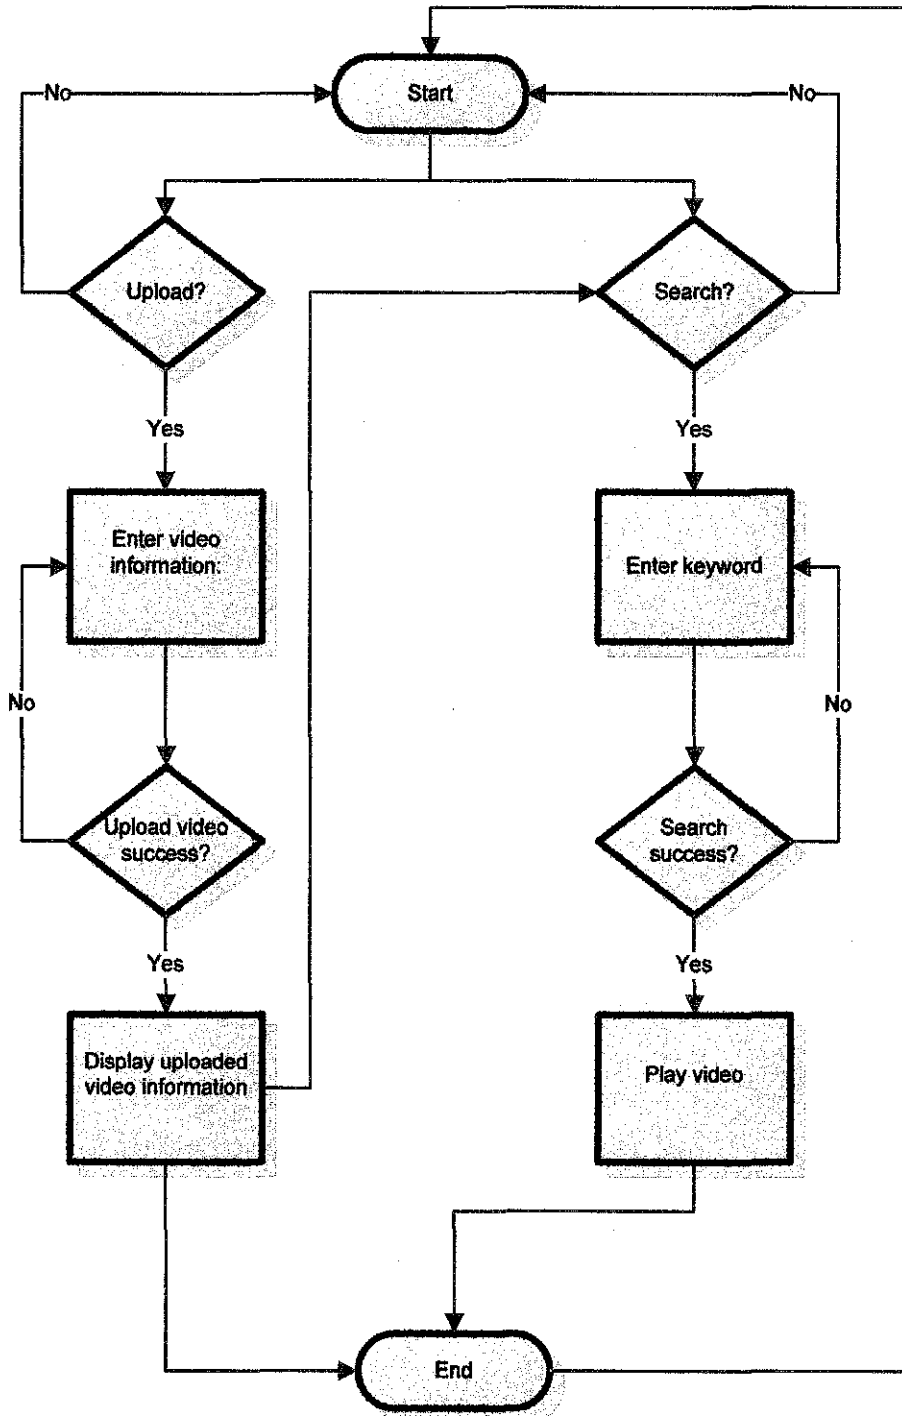 No
Start
No
Upload?
Search?
Yes
Yes
Enter video
information:
Enter keyword
No
No
Upload video
success?
Search
success?
Yes
Yes
Display uploaded
video information
Play video
End